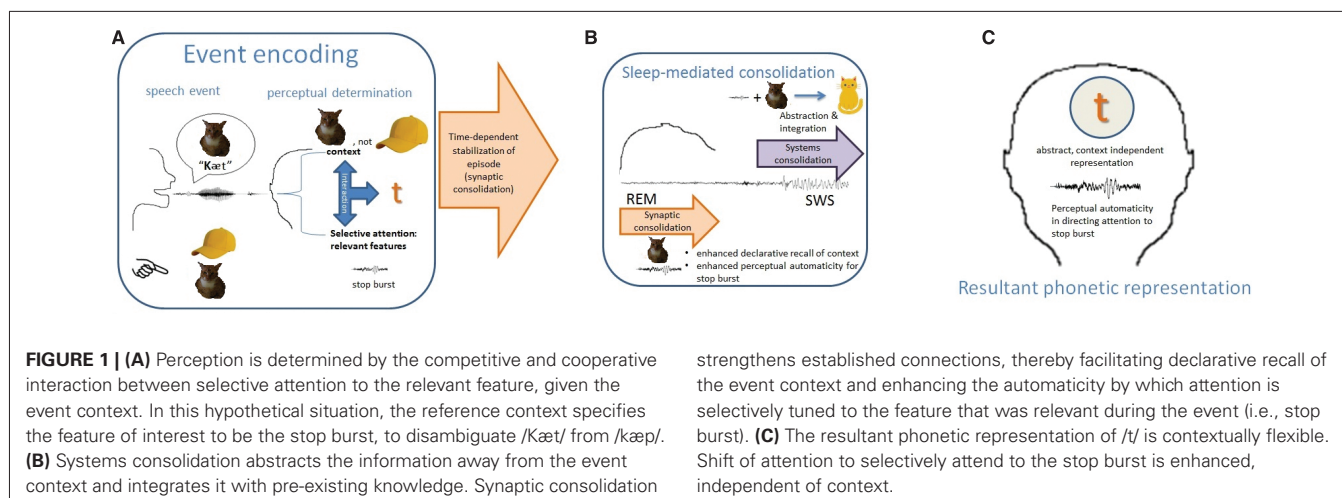 A
Event encoding
speech event
perceptual determination
"Kæt"
, not
context
Interaction
t
Selective attention:
relevant features
stop burst
Time-dependent
stabilization of
episode
(synaptic
consolidation)
B
Sleep-mediated consolidation
+
Abstraction &
integration
Systems
consolidation
REM
SWS
Synaptic
consolidation
• enhanced declarative recall of context
• enhanced perceptual automaticity for
stop burst
C
t
abstract, context independent
representation
Perceptual automaticity
in directing attention to
stop burst
Resultant phonetic representation
FIGURE 1 | (A) Perception is determined by the competitive and cooperative
interaction between selective attention to the relevant feature, given the
event context. In this hypothetical situation, the reference context specifies
the feature of interest to be the stop burst, to disambiguate /Kæt/ from /kæp/.
(B) Systems consolidation abstracts the information away from the event
context and integrates it with pre-existing knowledge. Synaptic consolidation
strengthens established connections, thereby facilitating declarative recall of
the event context and enhancing the automaticity by which attention is
selectively tuned to the feature that was relevant during the event (i.e., stop
burst). (C) The resultant phonetic representation of /t/ is contextually flexible.
Shift of attention to selectively attend to the stop burst is enhanced,
independent of context.